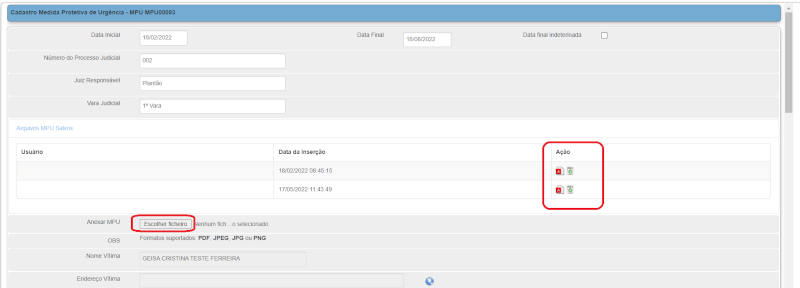 Cadastro Medida Protetiva de Urgência - MPU MPU00093
Data Inicial 18/02/2022 Data Final 18/08/2022 Data final indeterinada
Número do Processo Judicial 002
Juiz Responsável Plantão
Vara Judicial 1ª Vara
Arquivos MPU Salvos
Usuário Data da Inserção Ação
18/02/2022 08:45:15
17/05/2022 11:43:49
Anexar MPU Escolher ficheiro Nenhum fich...o selecionado
OBS Formatos suportados: PDF, JPEG, JPG ou PNG
Nome Vítima GEISA CRISTINA TESTE FERREIRA
Endereço Vítima